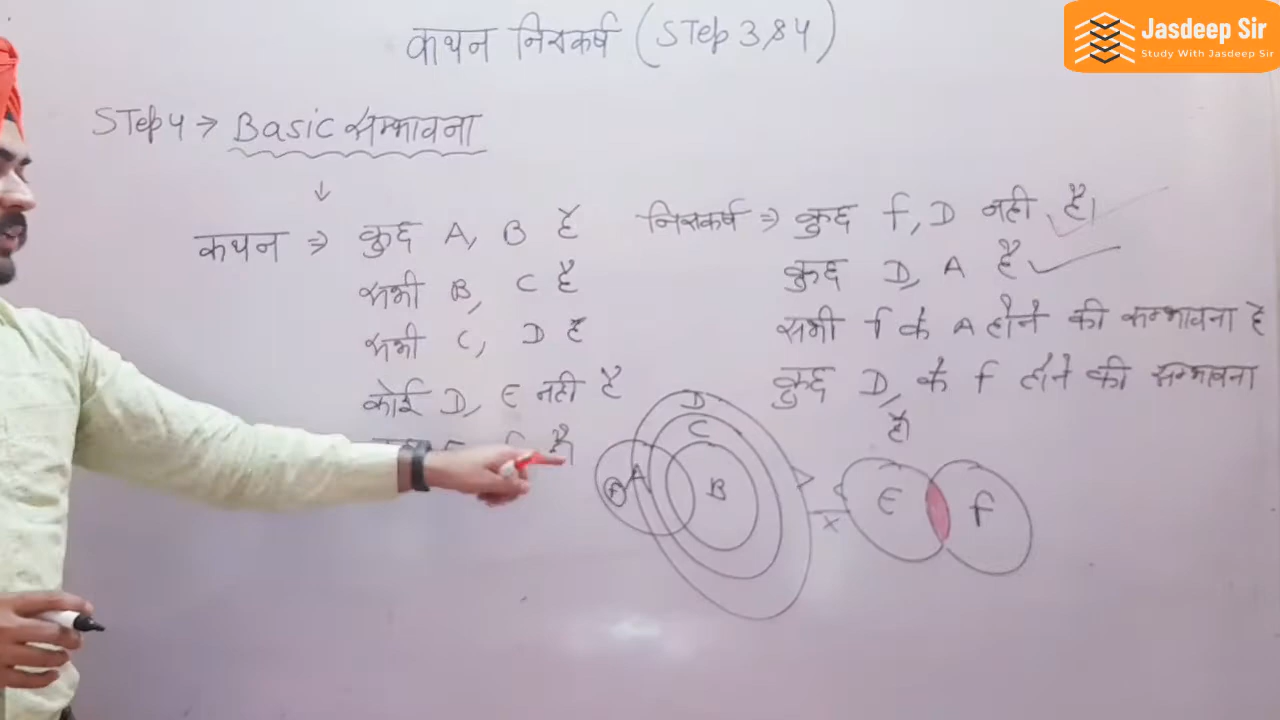 Jasdeep Sir
Study With Jasdeep Sir
कथन निष्कर्ष (STep 3,&4)
STep 4 → Basic सम्भावना
↓
कथन ⇒ कुछ A, B है
सभी B, C है
सभी C, D है
कोई D, E नही है
है
निष्कर्ष ⇒ कुछ f, D नही है।
कुछ D, A है ✓
सभी f के A होने की सम्भावना है
कुछ D, के f होने की सम्भावना
है।
D
C
B
A
E
f
x